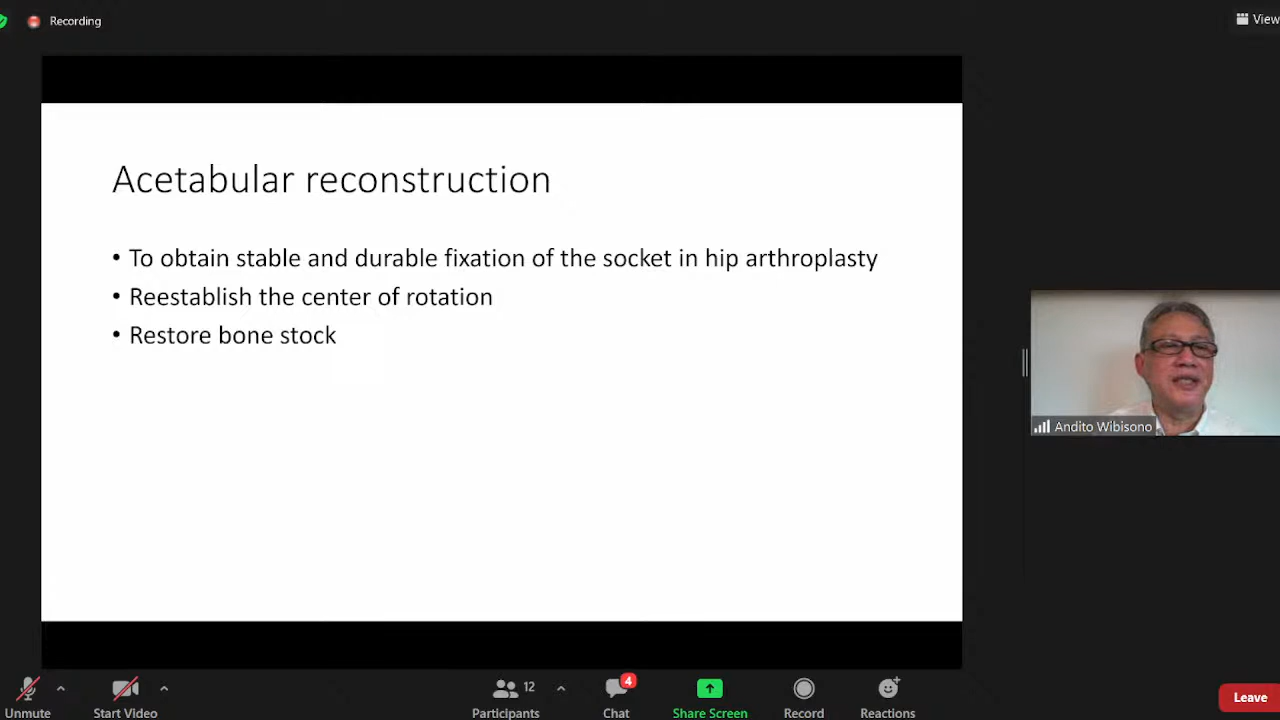 Recording
View
Acetabular reconstruction
• To obtain stable and durable fixation of the socket in hip arthroplasty
• Reestablish the center of rotation
• Restore bone stock
Andito Wibisono
12
4
Unmute
Start Video
Participants
Chat
Share Screen
Record
Reactions
Leave